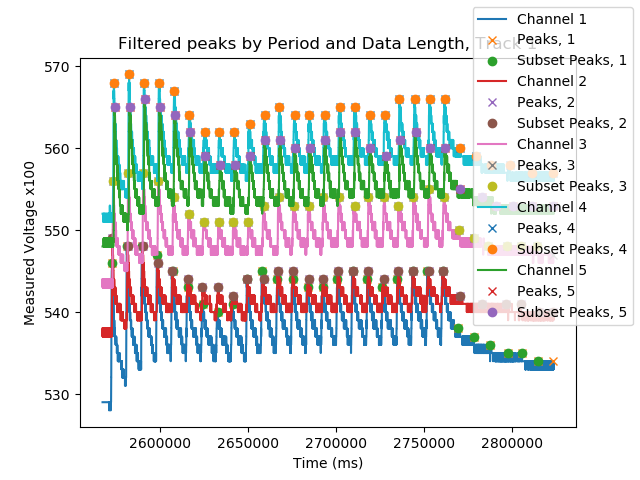 Filtered peaks by Period and Data Length, Track 1
Channel 1
Peaks, 1
Subset Peaks, 1
Channel 2
Peaks, 2
Subset Peaks, 2
Channel 3
Peaks, 3
Subset Peaks, 3
Channel 4
Peaks, 4
Subset Peaks, 4
Channel 5
Peaks, 5
Subset Peaks, 5
Measured Voltage x100
570
560
550
540
530
2600000
2650000
2700000
2750000
2800000
Time (ms)